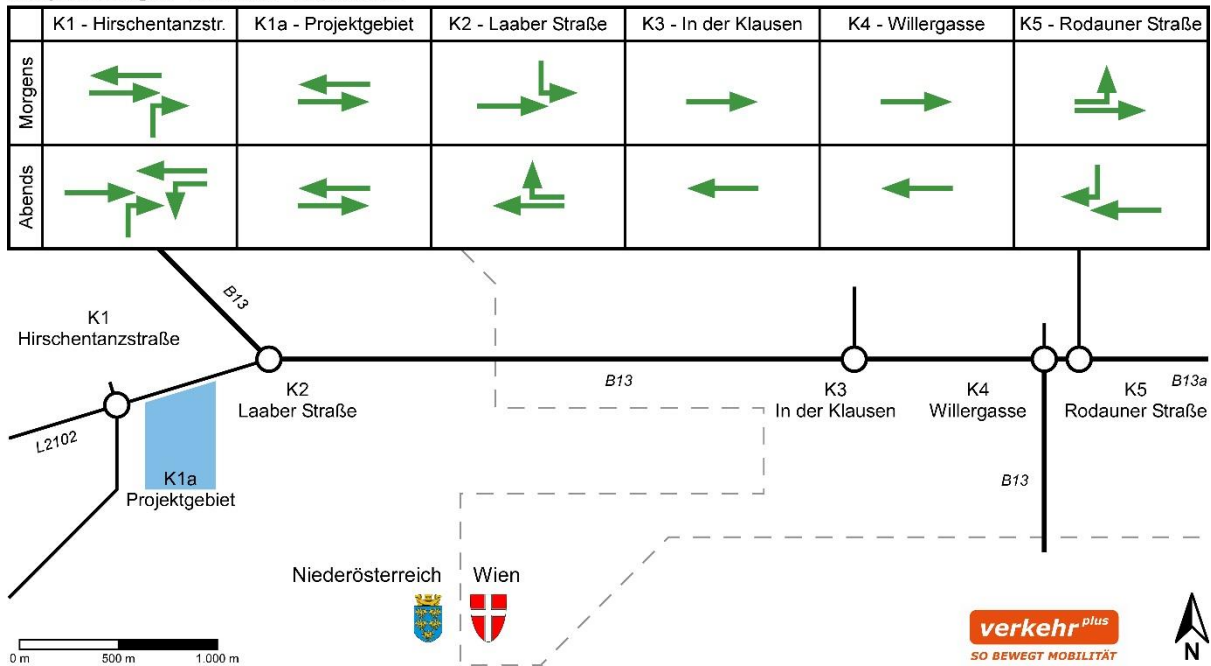 K1 - Hirschentanzstr.
K1a - Projektgebiet
K2 - Laaber Straße
K3 - In der Klausen
K4 - Willergasse
K5 - Rodauner Straße
Morgens
Abends
B13
K1
Hirschentanzstraße
K2
Laaber Straße
B13
K3
In der Klausen
K4
Willergasse
K5
Rodauner Straße
B13a
L2102
K1a
Projektgebiet
B13
Niederösterreich
Wien
0 m
500 m
1.000 m
verkehr plus
SO BEWEGT MOBILITÄT
N